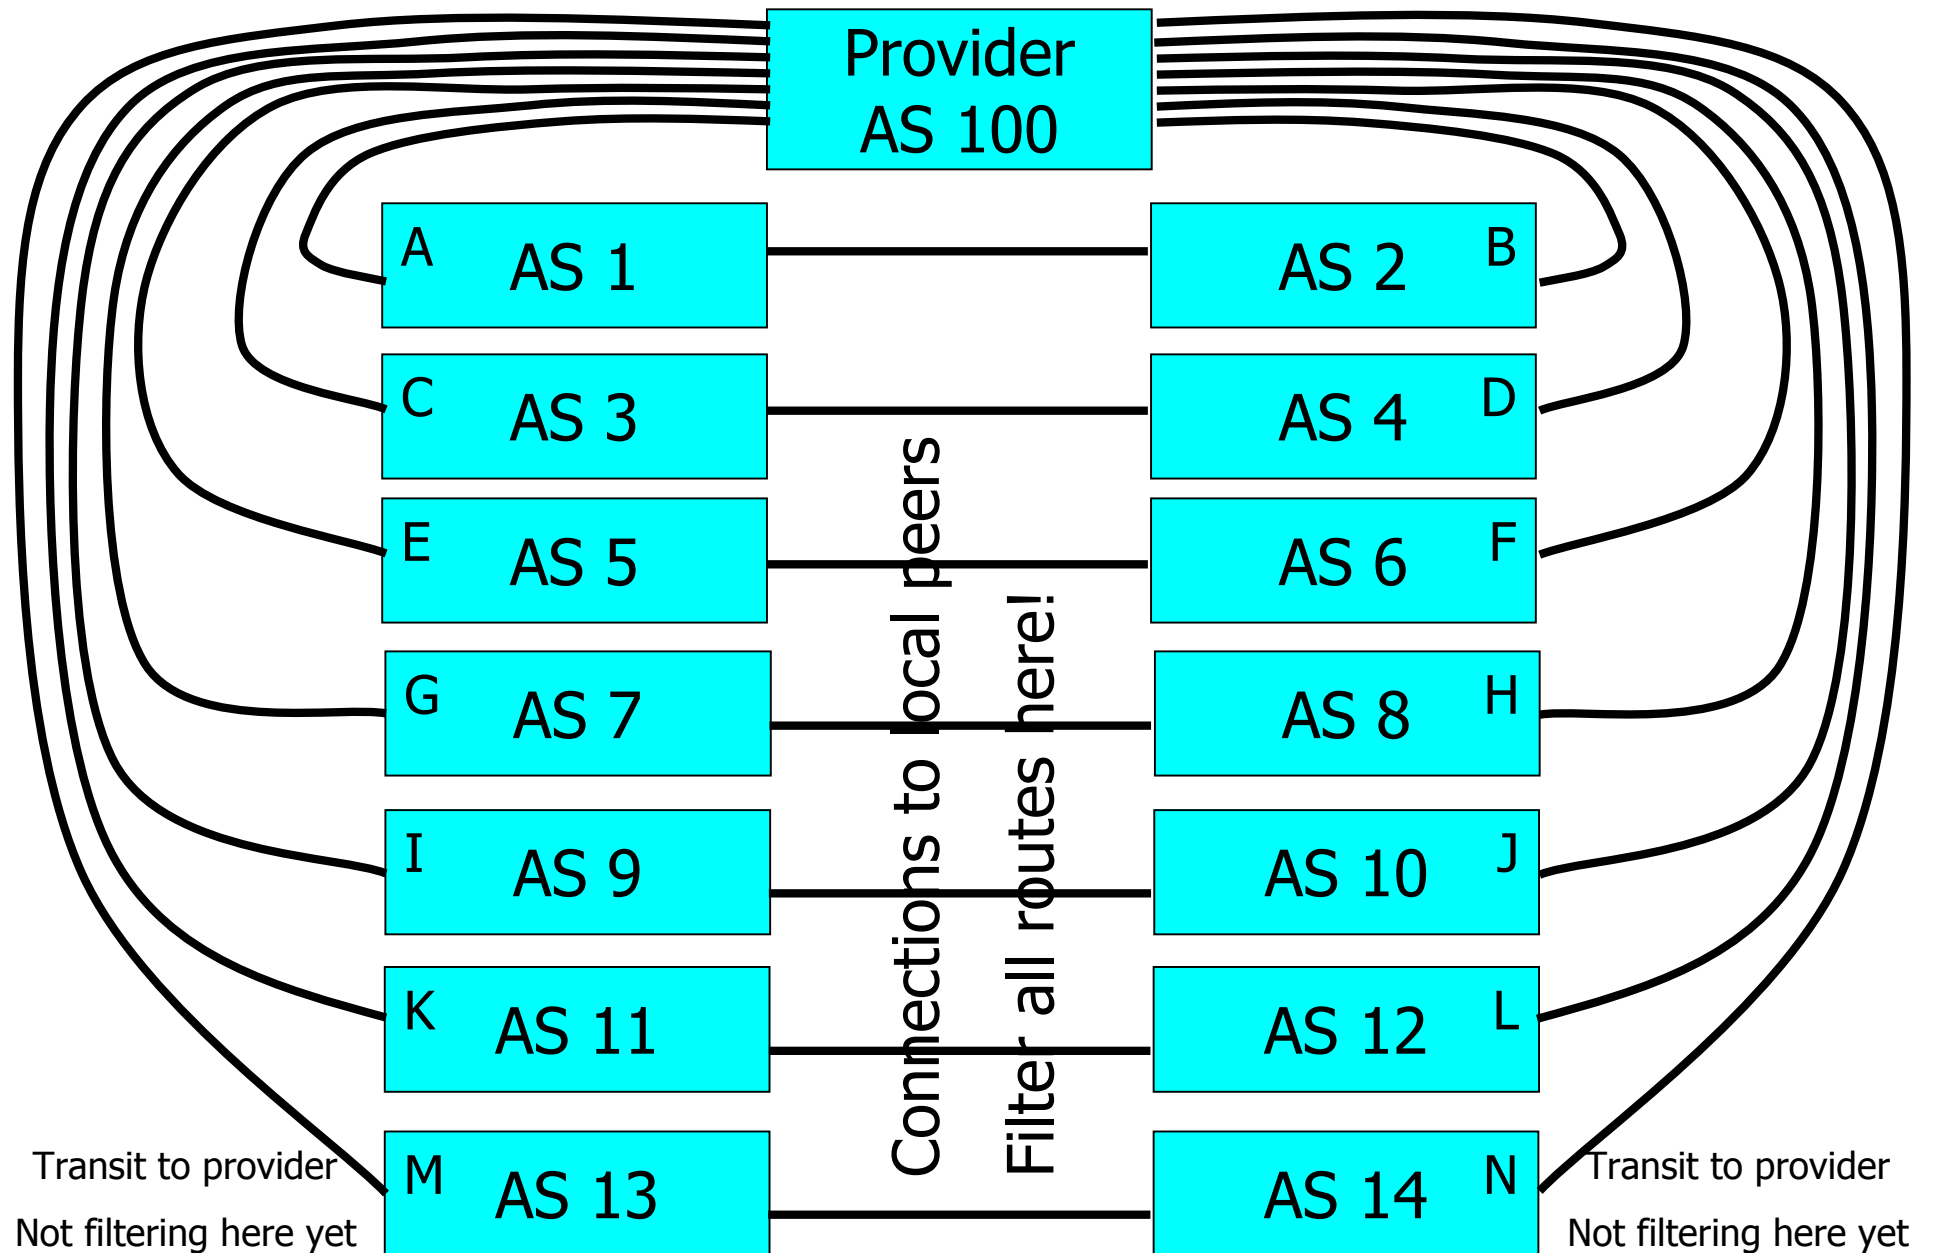 Provider
AS 100
A AS 1
AS 2 B
C AS 3
AS 4 D
E AS 5
AS 6 F
G AS 7
AS 8 H
I AS 9
AS 10 J
K AS 11
AS 12 L
M AS 13
AS 14 N
Connections to local peers
Filter all routes here!
Transit to provider
Not filtering here yet
Transit to provider
Not filtering here yet